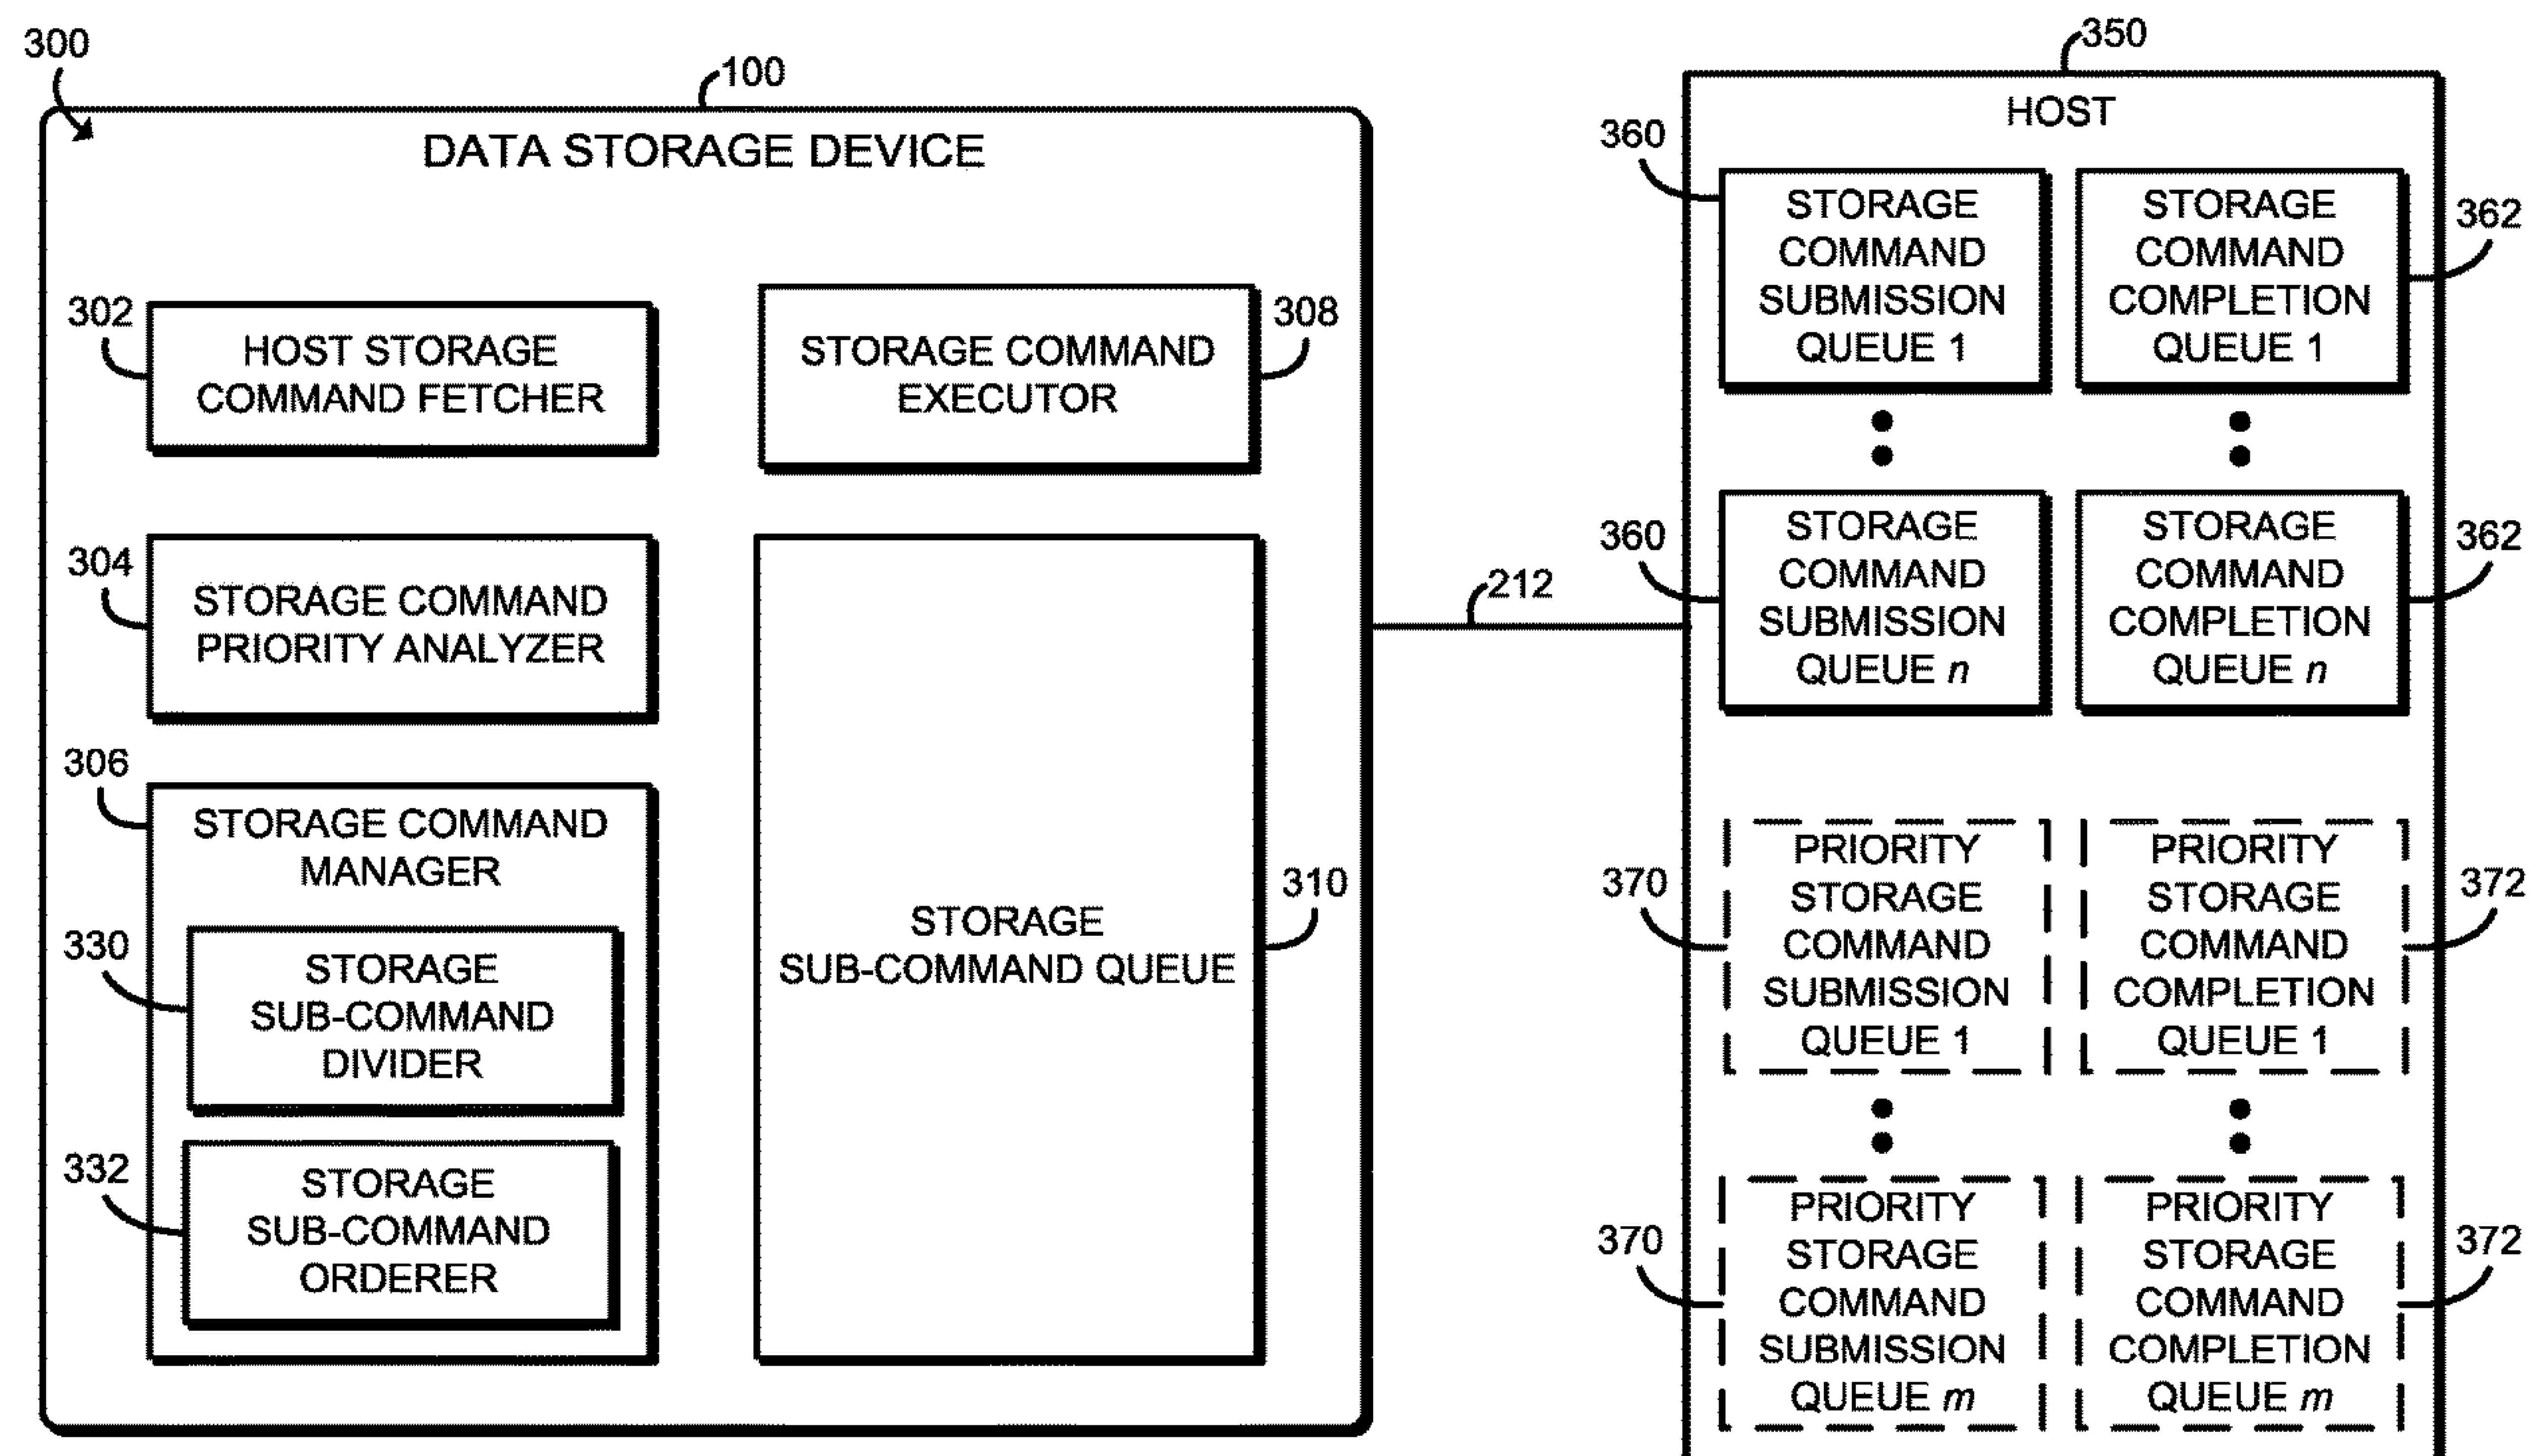 300
100
DATA STORAGE DEVICE
302
HOST STORAGE
COMMAND FETCHER
308
STORAGE COMMAND
EXECUTOR
304
STORAGE COMMAND
PRIORITY ANALYZER
306
STORAGE COMMAND
MANAGER
330
STORAGE
SUB-COMMAND
DIVIDER
332
STORAGE
SUB-COMMAND
ORDERER
310
STORAGE
SUB-COMMAND QUEUE
212
350
HOST
360
STORAGE
COMMAND
SUBMISSION
QUEUE 1
362
STORAGE
COMMAND
COMPLETION
QUEUE 1
360
STORAGE
COMMAND
SUBMISSION
QUEUE n
362
STORAGE
COMMAND
COMPLETION
QUEUE n
370
PRIORITY
STORAGE
COMMAND
SUBMISSION
QUEUE 1
372
PRIORITY
STORAGE
COMMAND
COMPLETION
QUEUE 1
370
PRIORITY
STORAGE
COMMAND
SUBMISSION
QUEUE m
372
PRIORITY
STORAGE
COMMAND
COMPLETION
QUEUE m